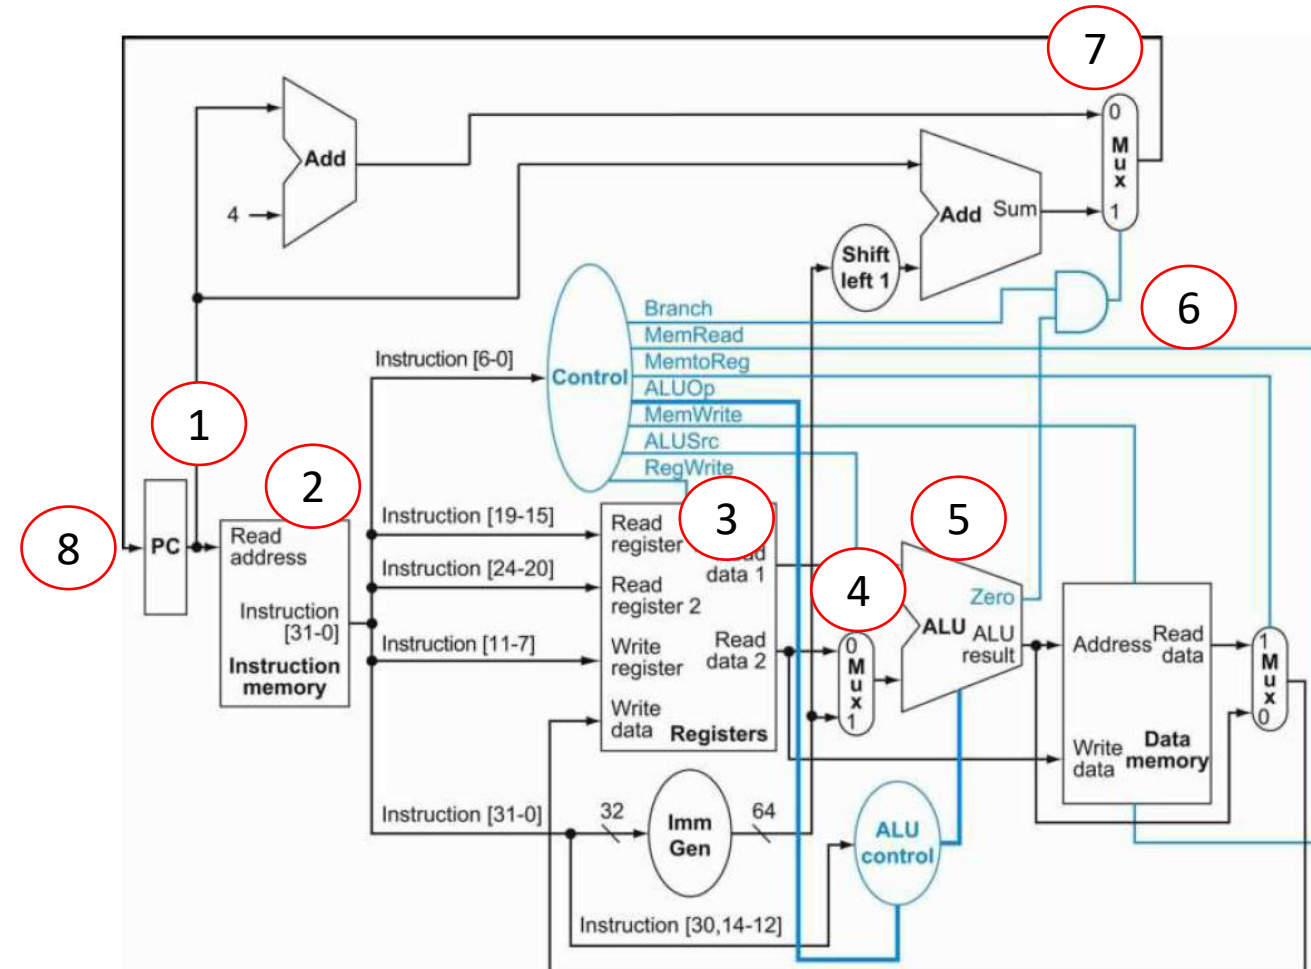 7
0
Mux
1
Add
4
Add Sum
Shift
left 1
6
Branch
MemRead
MemtoReg
ALUOp
MemWrite
ALUSrc
RegWrite
Instruction [6-0]
Control
1
2
3
5
8
PC
Read
address
Instruction
[31-0]
Instruction
memory
Instruction [19-15]
Instruction [24-20]
Instruction [11-7]
Read
register
data 1
Read
register 2
Write
register
Read
data 2
Write
data
Registers
4
0
Mux
1
Zero
ALU
ALU
result
Address
Read
data
Write
data
Data
memory
1
Mux
0
Instruction [31-0]
32
Imm
Gen
64
ALU
control
Instruction [30,14-12]